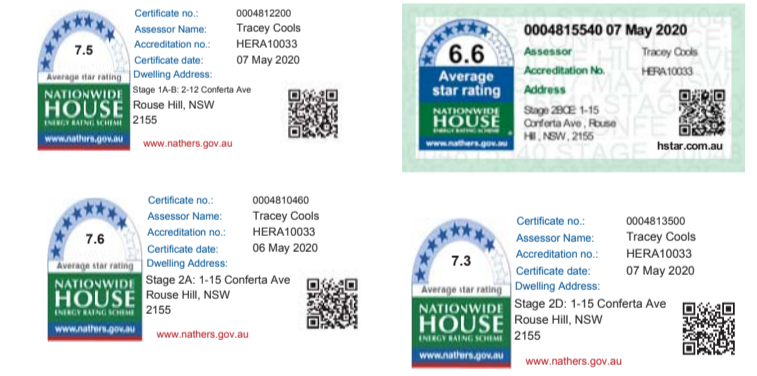 7.5
Average star rating
NATIONWIDE
HOUSE
ENERGY RATING SCHEME
www.nathers.gov.au
Certificate no.: 0004812200
Assessor Name: Tracey Cools
Accreditation no.: HERA10033
Certificate date: 07 May 2020
Dwelling Address:
Stage 1A-B: 2-12 Conferta Ave
Rouse Hill, NSW
2155
www.nathers.gov.au
6.6
Average
star rating
NATIONWIDE
HOUSE
ENERGY RATING SCHEME
www.nathers.gov.au
0004815540 07 May 2020
Assessor Tracey Cools
Accreditation No. HERA10033
Address
Stage 2BCE: 1-15
Conferta Ave , Rouse
Hill , NSW , 2155
hstar.com.au
7.6
Average star rating
NATIONWIDE
HOUSE
ENERGY RATING SCHEME
www.nathers.gov.au
Certificate no.: 0004810460
Assessor Name: Tracey Cools
Accreditation no.: HERA10033
Certificate date: 06 May 2020
Dwelling Address:
Stage 2A: 1-15 Conferta Ave
Rouse Hill, NSW
2155
www.nathers.gov.au
7.3
Average star rating
NATIONWIDE
HOUSE
ENERGY RATING SCHEME
www.nathers.gov.au
Certificate no.: 0004813500
Assessor Name: Tracey Cools
Accreditation no.: HERA10033
Certificate date: 07 May 2020
Dwelling Address:
Stage 2D: 1-15 Conferta Ave
Rouse Hill, NSW
2155
www.nathers.gov.au